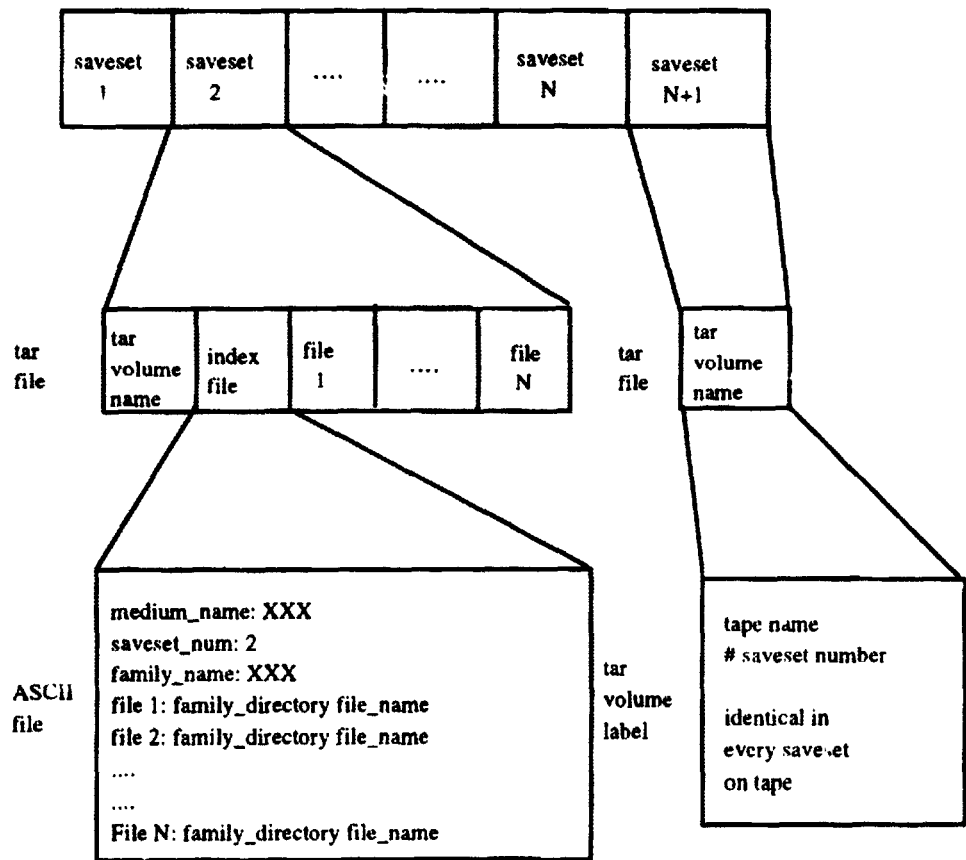 saveset
1
saveset
2
....
....
saveset
N
saveset
N+1
tar
file
tar
volume
name
index
file
file
1
....
file
N
tar
file
tar
volume
name
ASCII
file
medium_name: XXX
saveset_num: 2
family_name: XXX
file 1: family_directory file_name
file 2: family_directory file_name
....
....
File N: family_directory file_name
tar
volume
label
tape name
# saveset number
identical in
every saveset
on tape